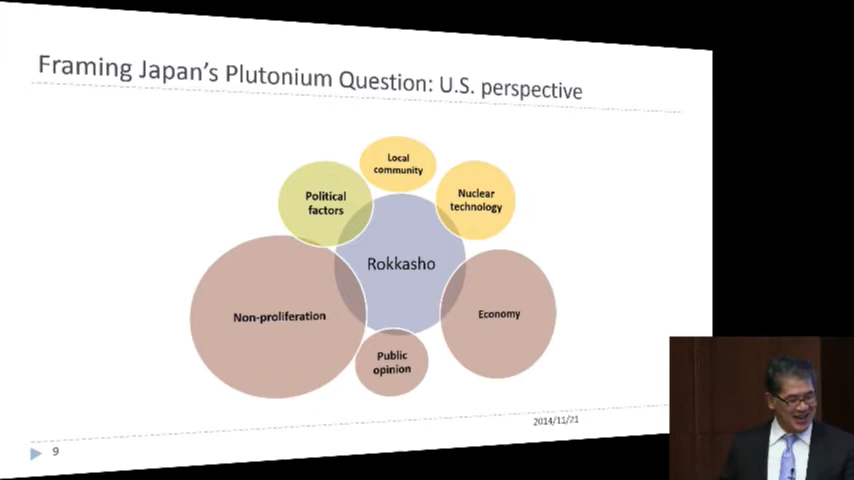 Framing Japan's Plutonium Question: U.S. perspective
Local
community
Political
factors
Nuclear
technology
Rokkasho
Non-proliferation
Economy
Public
opinion
2014/11/21
9